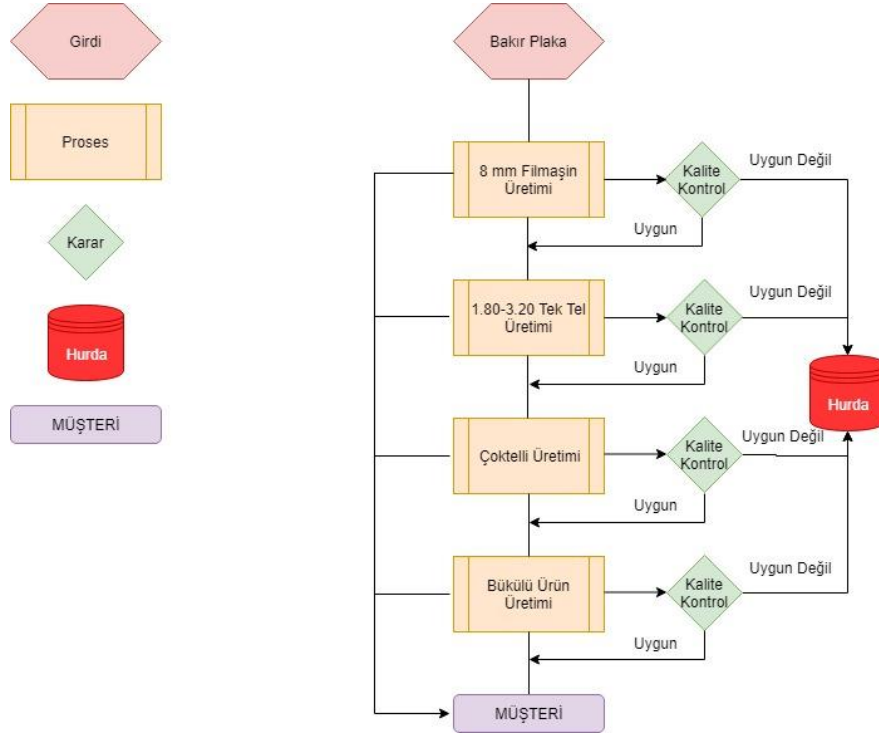 Girdi
Proses
Karar
Hurda
MÜŞTERİ
Bakır Plaka
8 mm Filmaşin
Üretimi
Kalite
Kontrol
Uygun Değil
Uygun
1.80-3.20 Tek Tel
Üretimi
Kalite
Kontrol
Uygun Değil
Uygun
Hurda
Çoktelli Üretimi
Kalite
Kontrol
Uygun Değil
Uygun
Bükülü Ürün
Üretimi
Kalite
Kontrol
Uygun Değil
Uygun
MÜŞTERİ